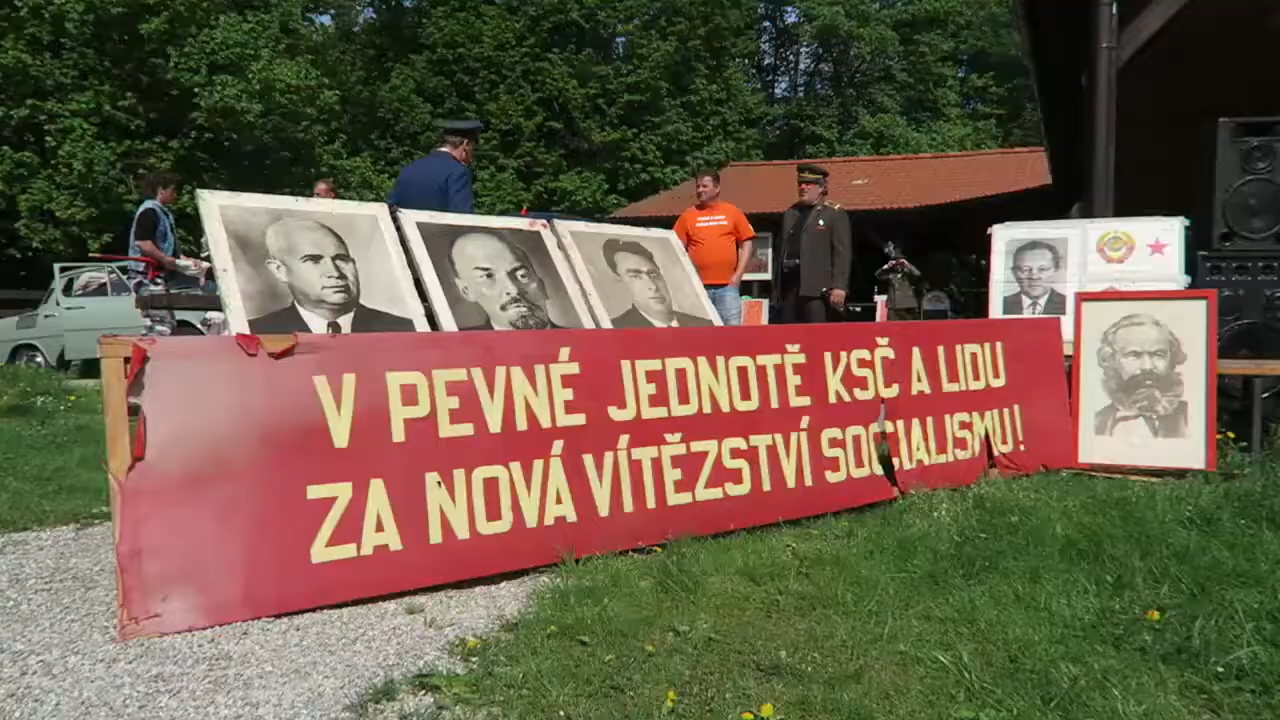 V PEVNÉ JEDNOTĚ KSČ A LIDU
ZA NOVÁ VÍTĚZSTVÍ SOCIALISMU!